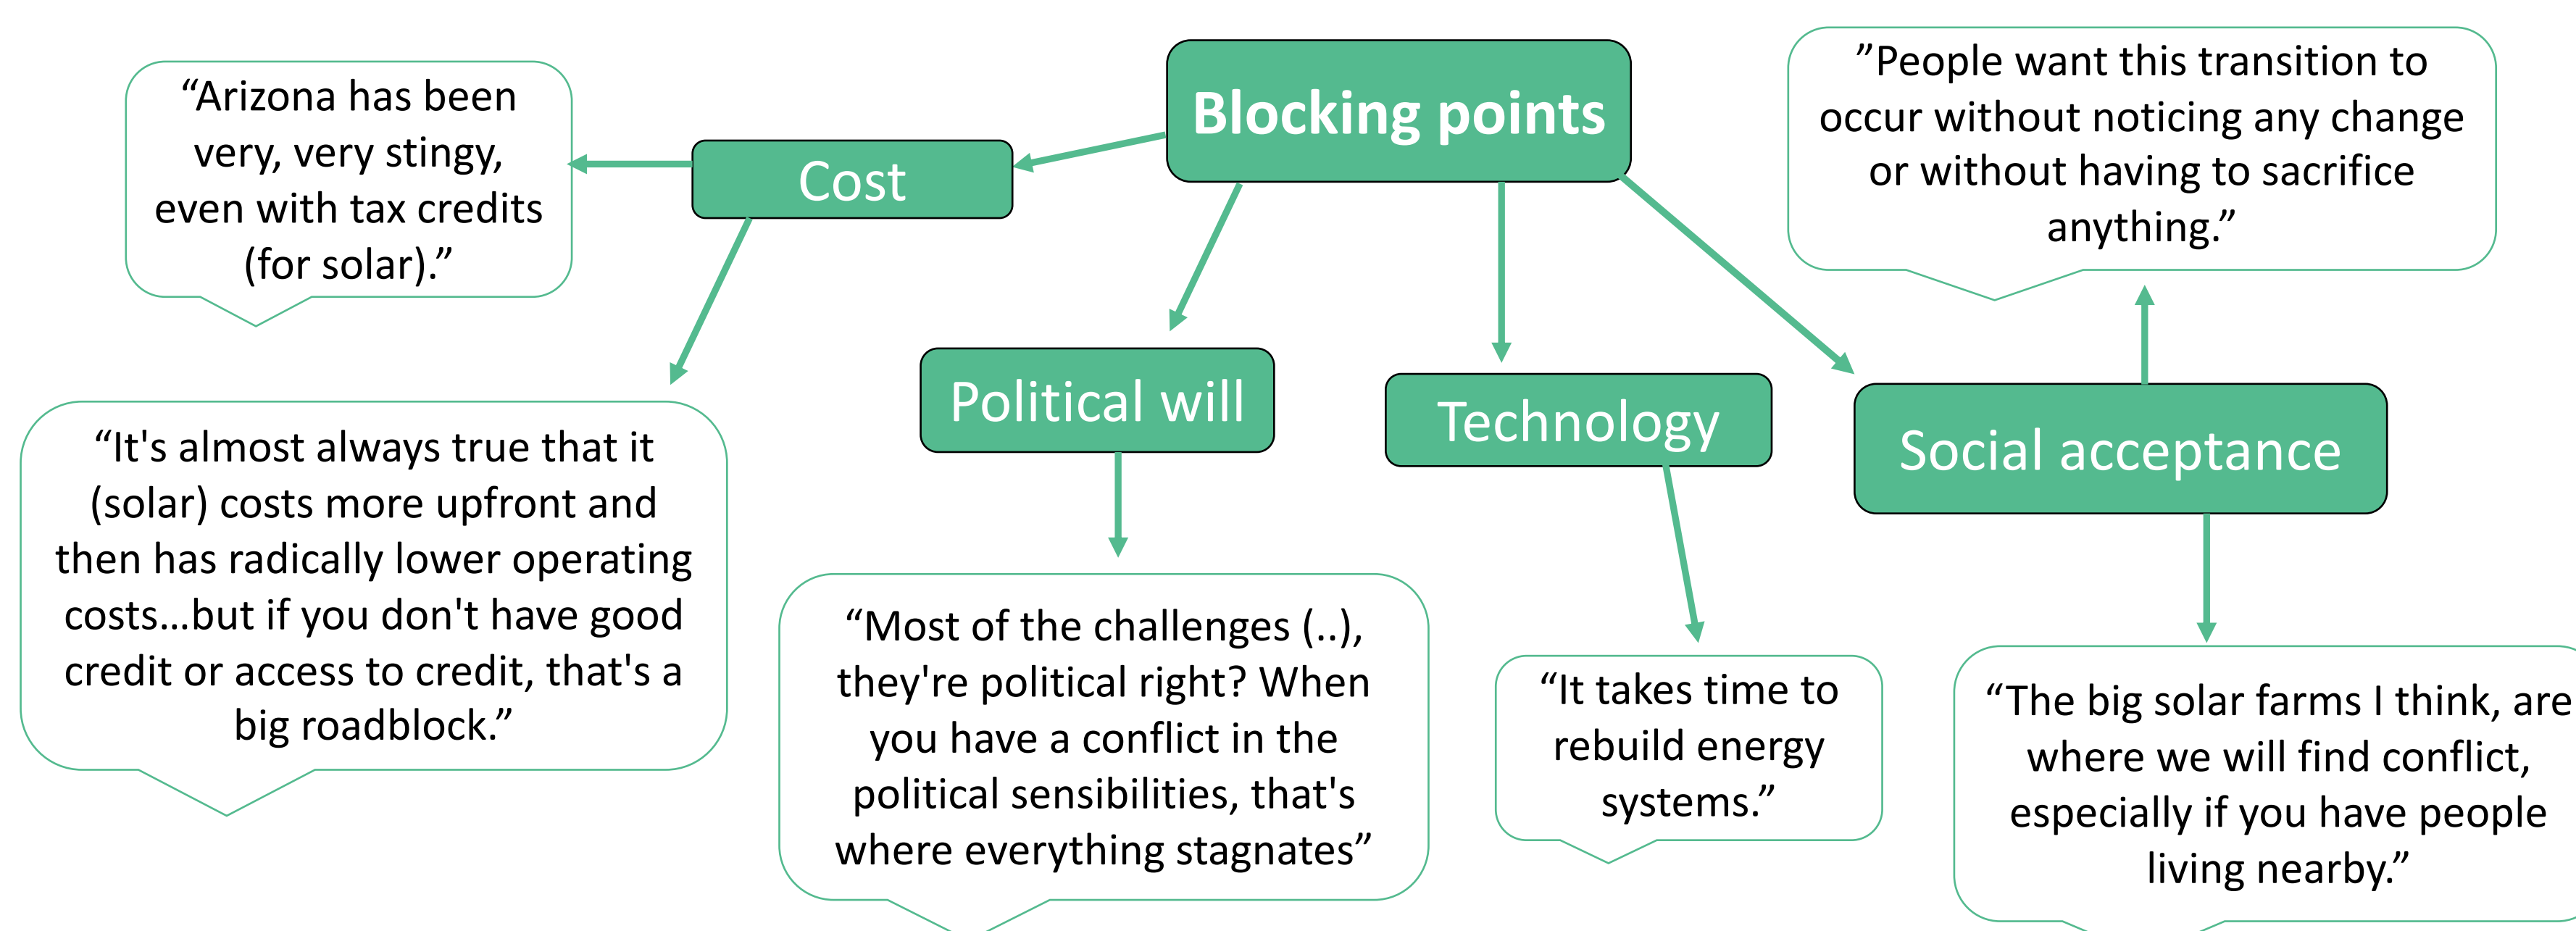 Blocking points
Cost
“Arizona has been
very, very stingy,
even with tax credits
(for solar).”
“It's almost always true that it
(solar) costs more upfront and
then has radically lower operating
costs…but if you don't have good
credit or access to credit, that's a
big roadblock.”
Political will
“Most of the challenges (..),
they're political right? When
you have a conflict in the
political sensibilities, that's
where everything stagnates”
Technology
“It takes time to
rebuild energy
systems.”
Social acceptance
”People want this transition to
occur without noticing any change
or without having to sacrifice
anything.”
“The big solar farms I think, are
where we will find conflict,
especially if you have people
living nearby.”